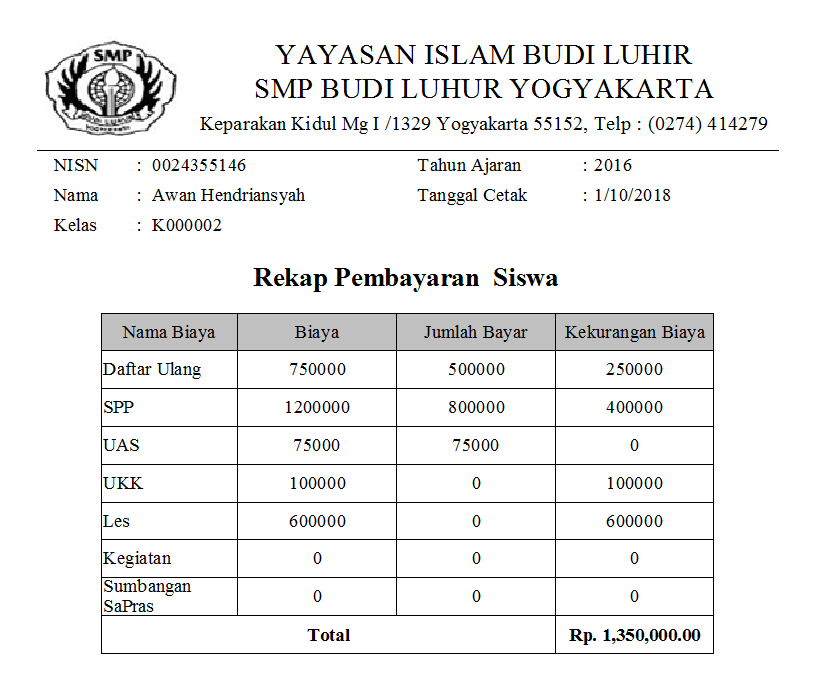 SMP
BUDI LUHUR
YOGYAKARTA
YAYASAN ISLAM BUDI LUHIR
SMP BUDI LUHUR YOGYAKARTA
Keparakan Kidul Mg I /1329 Yogyakarta 55152, Telp : (0274) 414279
NISN : 0024355146 Tahun Ajaran : 2016
Nama : Awan Hendriansyah Tanggal Cetak : 1/10/2018
Kelas : K000002
Rekap Pembayaran Siswa
Nama Biaya Biaya Jumlah Bayar Kekurangan Biaya
Daftar Ulang 750000 500000 250000
SPP 1200000 800000 400000
UAS 75000 75000 0
UKK 100000 0 100000
Les 600000 0 600000
Kegiatan 0 0 0
Sumbangan
SaPras 0 0 0
Total Rp. 1,350,000.00